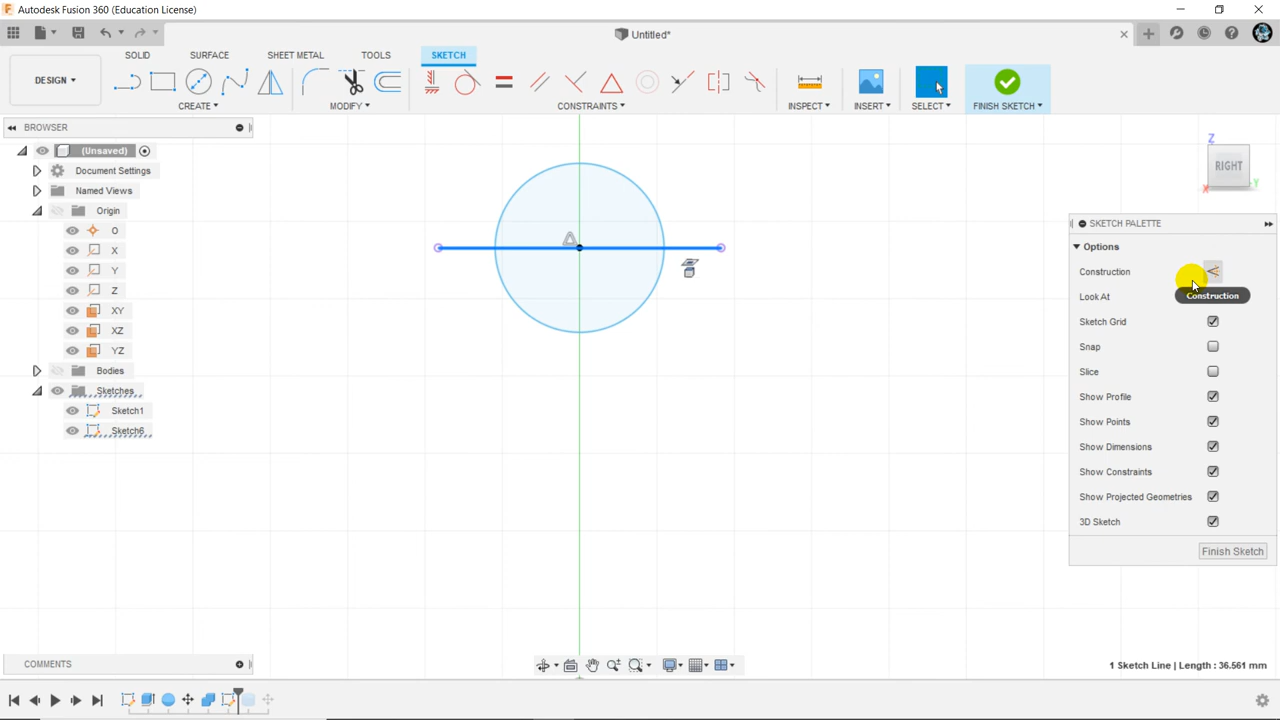 Autodesk Fusion 360 (Education License)
Untitled*
SOLID SURFACE SHEET METAL TOOLS SKETCH
DESIGN
CREATE MODIFY CONSTRAINTS INSPECT INSERT SELECT FINISH SKETCH
BROWSER
(Unsaved)
Document Settings
Named Views
Origin
O
X
Y
Z
XY
XZ
YZ
Bodies
Sketches
Sketch1
Sketch6
Z
RIGHT
X
Y
SKETCH PALETTE
Options
Construction
Construction
Look At
Sketch Grid
Snap
Slice
Show Profile
Show Points
Show Dimensions
Show Constraints
Show Projected Geometries
3D Sketch
Finish Sketch
COMMENTS
1 Sketch Line | Length : 36.561 mm